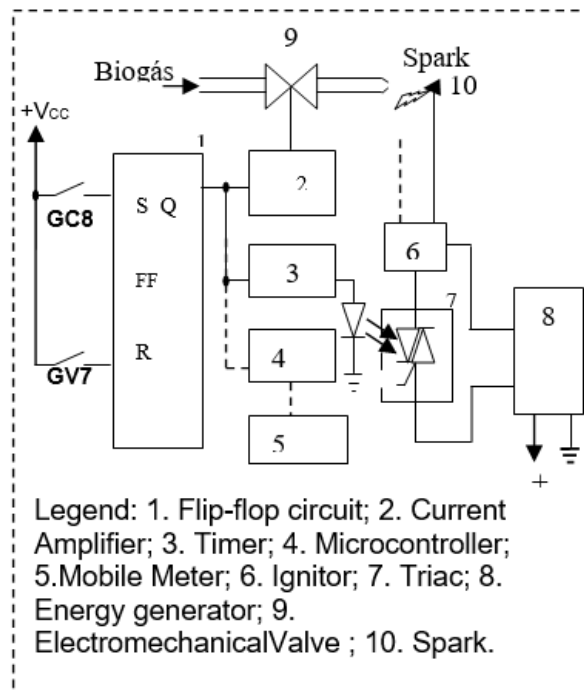 9
Biogás
Spark
10
+Vcc
1
S Q
2
GC8
6
3
7
FF
8
R
4
GV7
5
+
Legend: 1. Flip-flop circuit; 2. Current
Amplifier; 3. Timer; 4. Microcontroller;
5.Mobile Meter; 6. Ignitor; 7. Triac; 8.
Energy generator; 9.
ElectromechanicalValve ; 10. Spark.